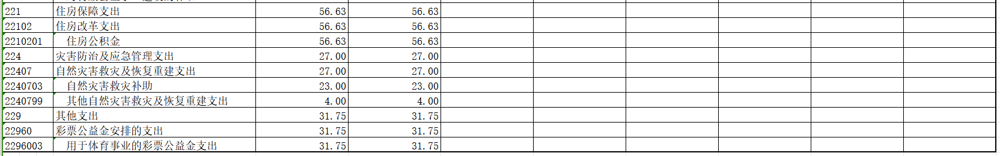 221 住房保障支出 56.63 56.63
22102 住房改革支出 56.63 56.63
2210201 住房公积金 56.63 56.63
224 灾害防治及应急管理支出 27.00 27.00
22407 自然灾害救灾及恢复重建支出 27.00 27.00
2240703 自然灾害救灾补助 23.00 23.00
2240799 其他自然灾害救灾及恢复重建支出 4.00 4.00
229 其他支出 31.75 31.75
22960 彩票公益金安排的支出 31.75 31.75
2296003 用于体育事业的彩票公益金支出 31.75 31.75